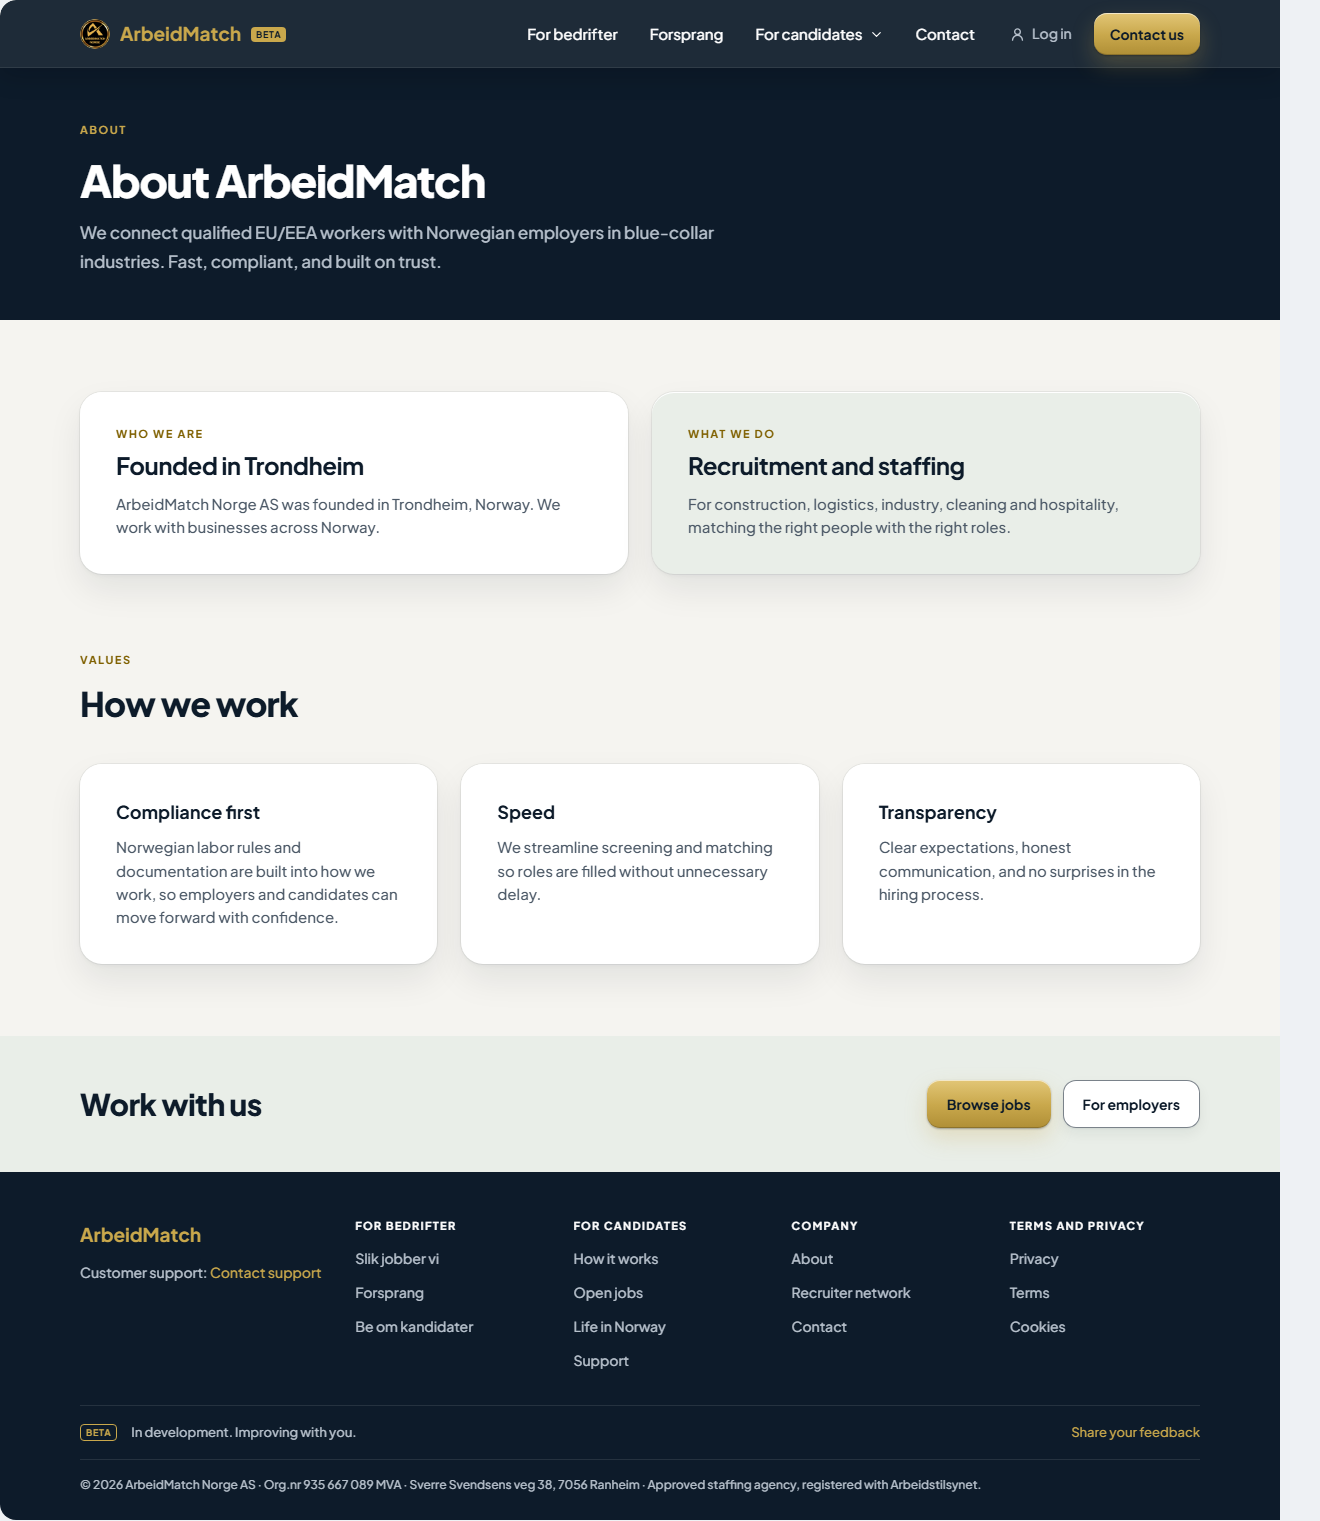 ArbeidMatch BETA For bedrifter Forsprang For candidates Contact Log in Contact us
ABOUT
About ArbeidMatch
We connect qualified EU/EEA workers with Norwegian employers in blue-collar
industries. Fast, compliant, and built on trust.
WHO WE ARE
Founded in Trondheim
ArbeidMatch Norge AS was founded in Trondheim, Norway. We
work with businesses across Norway.
WHAT WE DO
Recruitment and staffing
For construction, logistics, industry, cleaning and hospitality,
matching the right people with the right roles.
VALUES
How we work
Compliance first
Norwegian labor rules and
documentation are built into how we
work, so employers and candidates can
move forward with confidence.
Speed
We streamline screening and matching
so roles are filled without unnecessary
delay.
Transparency
Clear expectations, honest
communication, and no surprises in the
hiring process.
Work with us
Browse jobs
For employers
ArbeidMatch
Customer support: Contact support
FOR BEDRIFTER
Slik jobber vi
Forsprang
Be om kandidater
FOR CANDIDATES
How it works
Open jobs
Life in Norway
Support
COMPANY
About
Recruiter network
Contact
TERMS AND PRIVACY
Privacy
Terms
Cookies
BETA In development. Improving with you.
Share your feedback
© 2026 ArbeidMatch Norge AS · Org.nr 935 667 089 MVA · Sverre Svendsens veg 38, 7056 Ranheim · Approved staffing agency, registered with Arbeidstilsynet.